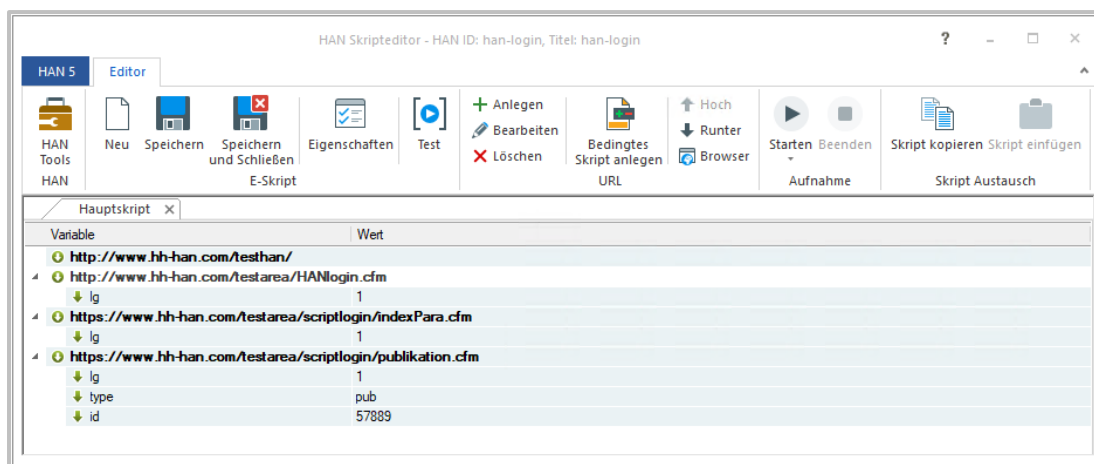 HAN Skripteditor - HAN ID: han-login, Titel: han-login
HAN 5 Editor
HAN Tools Neu Speichern Speichern und Schließen Eigenschaften Test
Anlegen
Bearbeiten
Löschen
Bedingtes Skript anlegen
Hoch
Runter
Browser
Starten Beenden Skript kopieren Skript einfügen
HAN E-Skript URL Aufnahme Skript Austausch
Hauptskript
Variable Wert
http://www.hh-han.com/testhan/
http://www.hh-han.com/testarea/HANlogin.cfm
lg 1
https://www.hh-han.com/testarea/scriptlogin/indexPara.cfm
lg 1
https://www.hh-han.com/testarea/scriptlogin/publikation.cfm
lg 1
type pub
id 57889